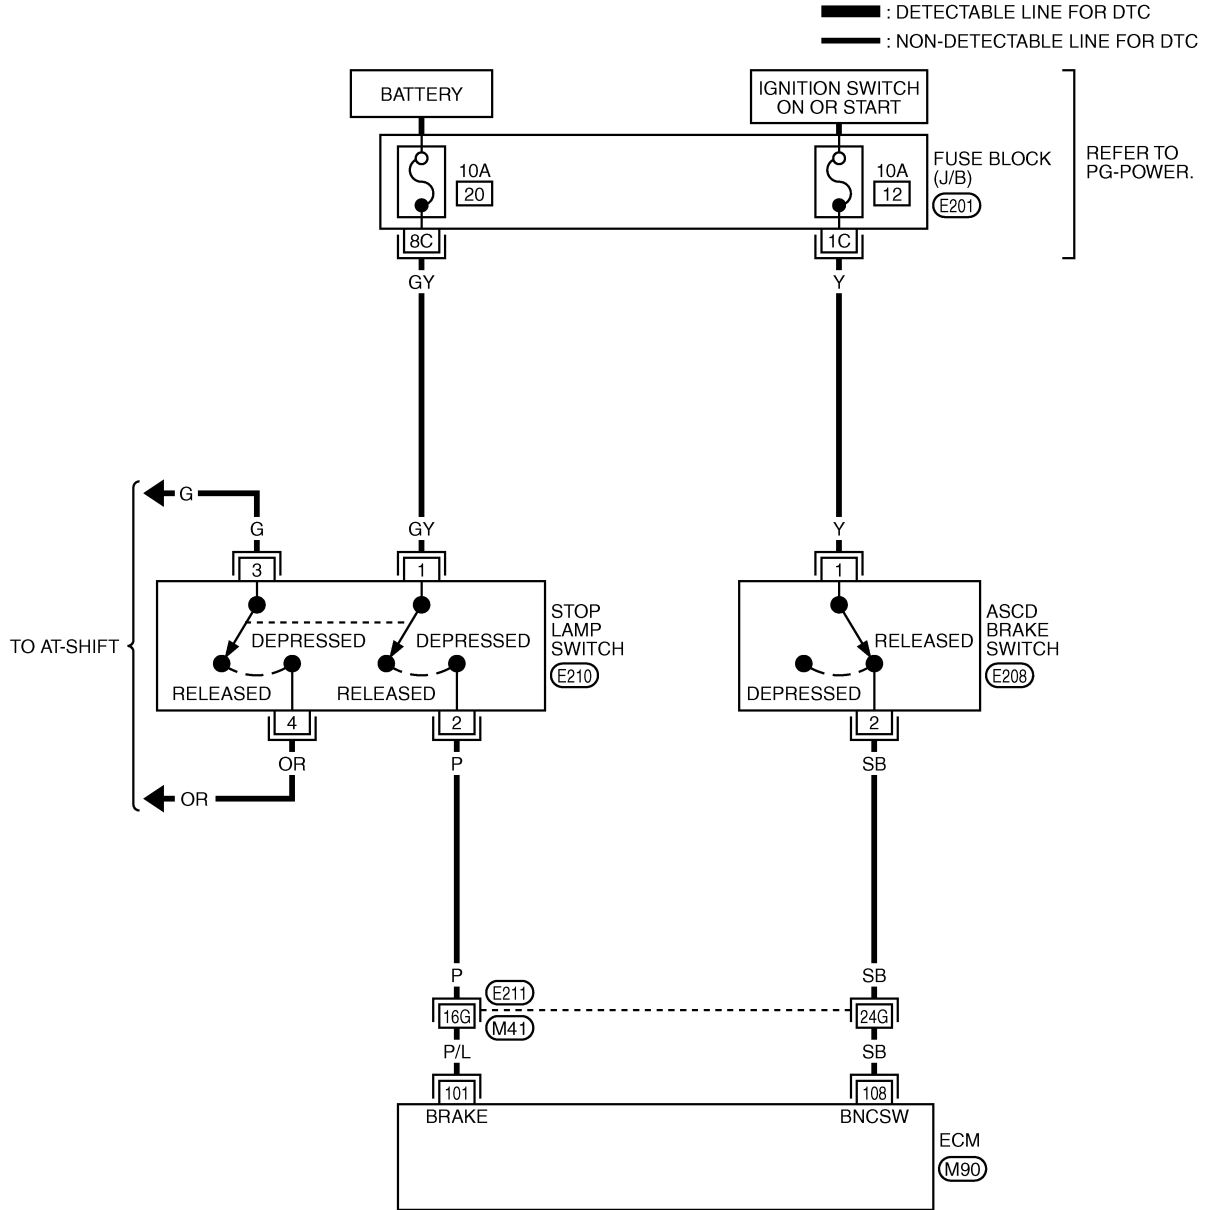 : DETECTABLE LINE FOR DTC
: NON-DETECTABLE LINE FOR DTC
BATTERY
IGNITION SWITCH
ON OR START
10A
20
10A
12
FUSE BLOCK
(J/B)
E201
REFER TO
PG-POWER.
8C
1C
GY
Y
G
G
GY
Y
3
1
1
TO AT-SHIFT
DEPRESSED
DEPRESSED
RELEASED
RELEASED
STOP
LAMP
SWITCH
E210
RELEASED
DEPRESSED
ASCD
BRAKE
SWITCH
E208
4
2
2
OR
P
SB
OR
P
SB
E211
16G
M41
24G
P/L
SB
101
108
BRAKE
BNCSW
ECM
M90